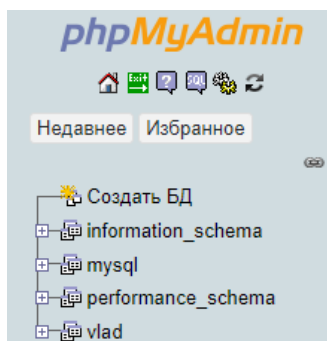 phpMyAdmin
Недавнее Избранное
Создать БД
information_schema
mysql
performance_schema
vlad